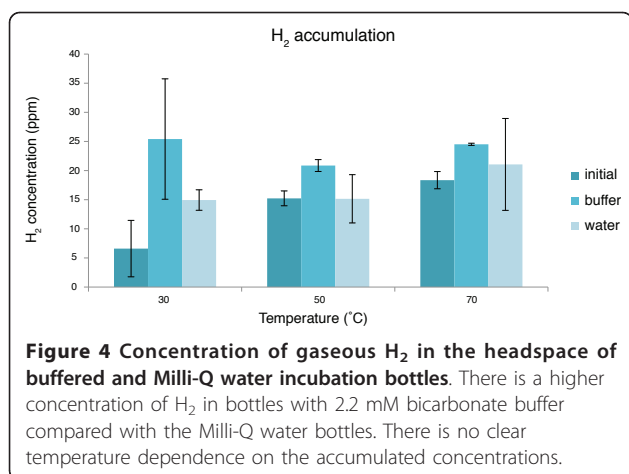 H₂ accumulation
40
35
30
25
20
15
10
5
0
H₂ concentration (ppm)
initial
buffer
water
30 50 70
Temperature (˚C)
Figure 4 Concentration of gaseous H₂ in the headspace of
buffered and Milli-Q water incubation bottles. There is a higher
concentration of H₂ in bottles with 2.2 mM bicarbonate buffer
compared with the Milli-Q water bottles. There is no clear
temperature dependence on the accumulated concentrations.